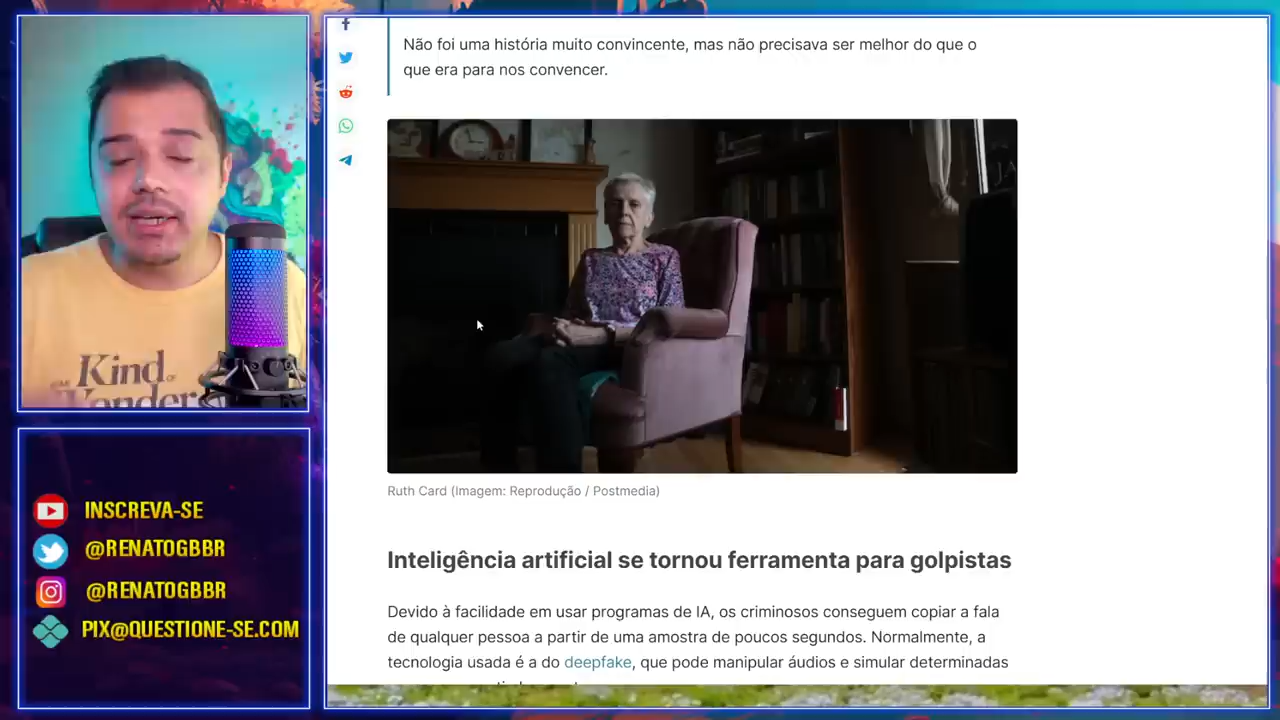 Não foi uma história muito convincente, mas não precisava ser melhor do que o
que era para nos convencer.
Ruth Card (Imagem: Reprodução / Postmedia)
Inteligência artificial se tornou ferramenta para golpistas
Devido à facilidade em usar programas de IA, os criminosos conseguem copiar a fala
de qualquer pessoa a partir de uma amostra de poucos segundos. Normalmente, a
tecnologia usada é a do deepfake, que pode manipular áudios e simular determinadas
Kind
OF
INSCREVA-SE
@RENATOGBBR
@RENATOGBBR
PIX@QUESTIONE-SE.COM